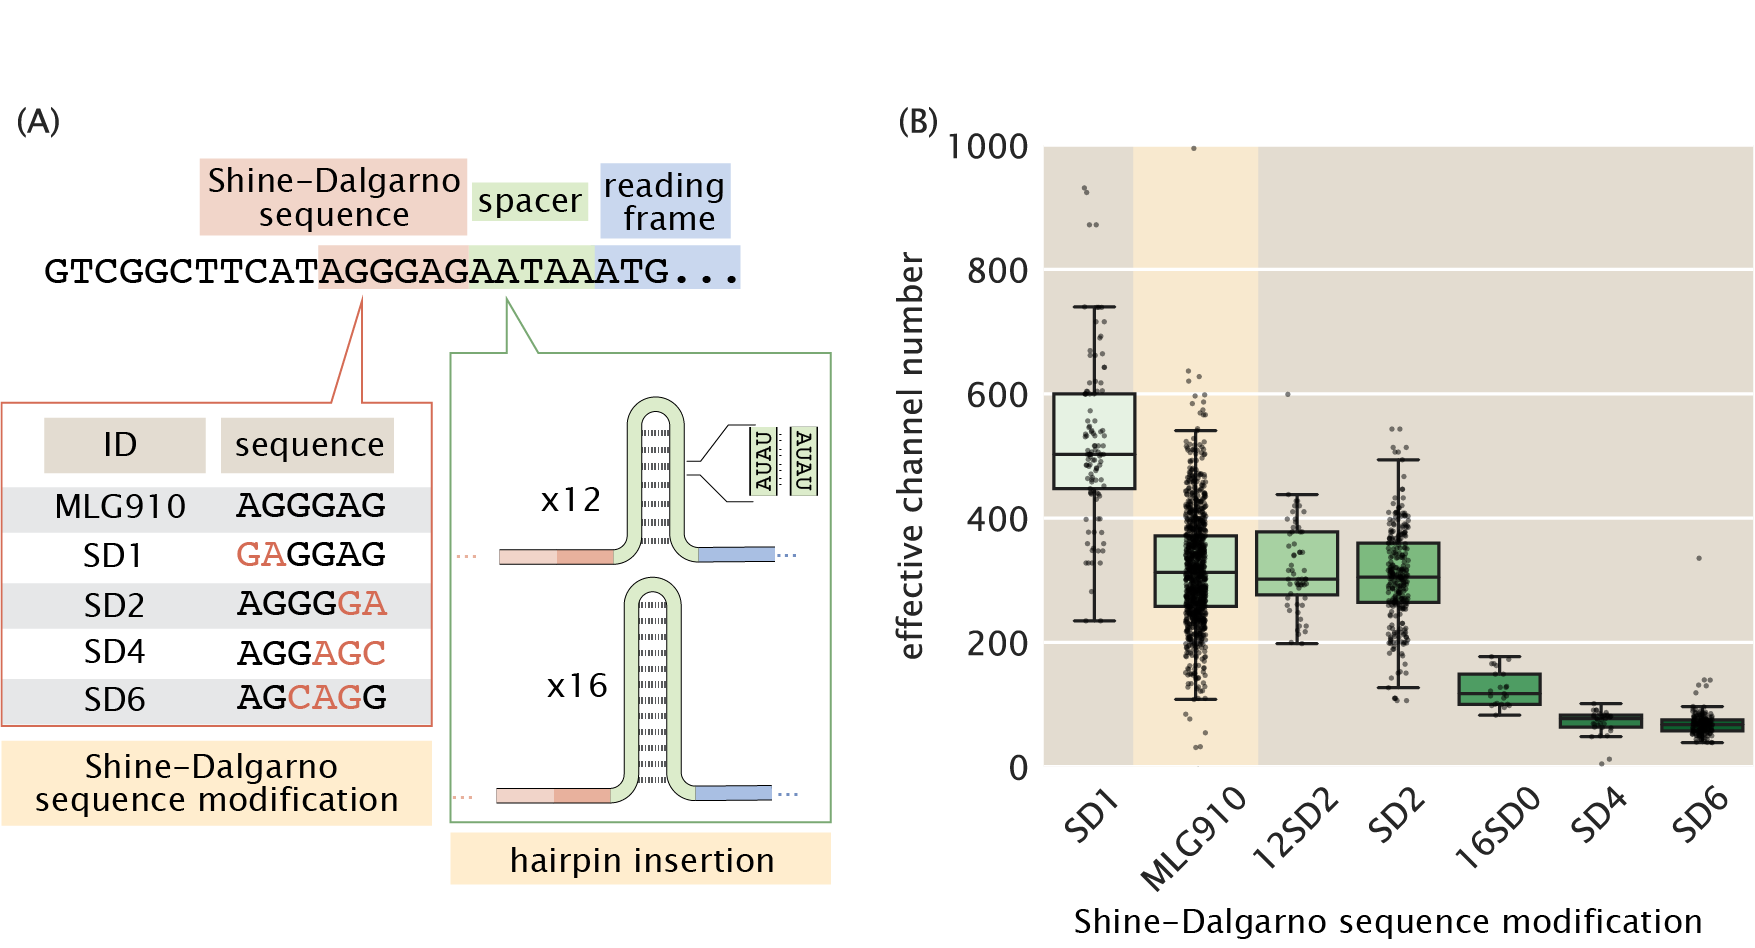 (A)
Shine-Dalgarno
sequence
spacer
reading
frame
GTCGGCTTCATAGGGAGAATAAATG...
ID sequence
MLG910 AGGGAG
SD1 GAGGAG
SD2 AGGGGA
SD4 AGGAGC
SD6 AGCAGG
Shine-Dalgarno
sequence modification
x12
AUAU AUAU
x16
hairpin insertion
(B)
effective channel number
1000
800
600
400
200
0
SD1 MLG910 12SD2 SD2 16SD0 SD4 SD6
Shine-Dalgarno sequence modification